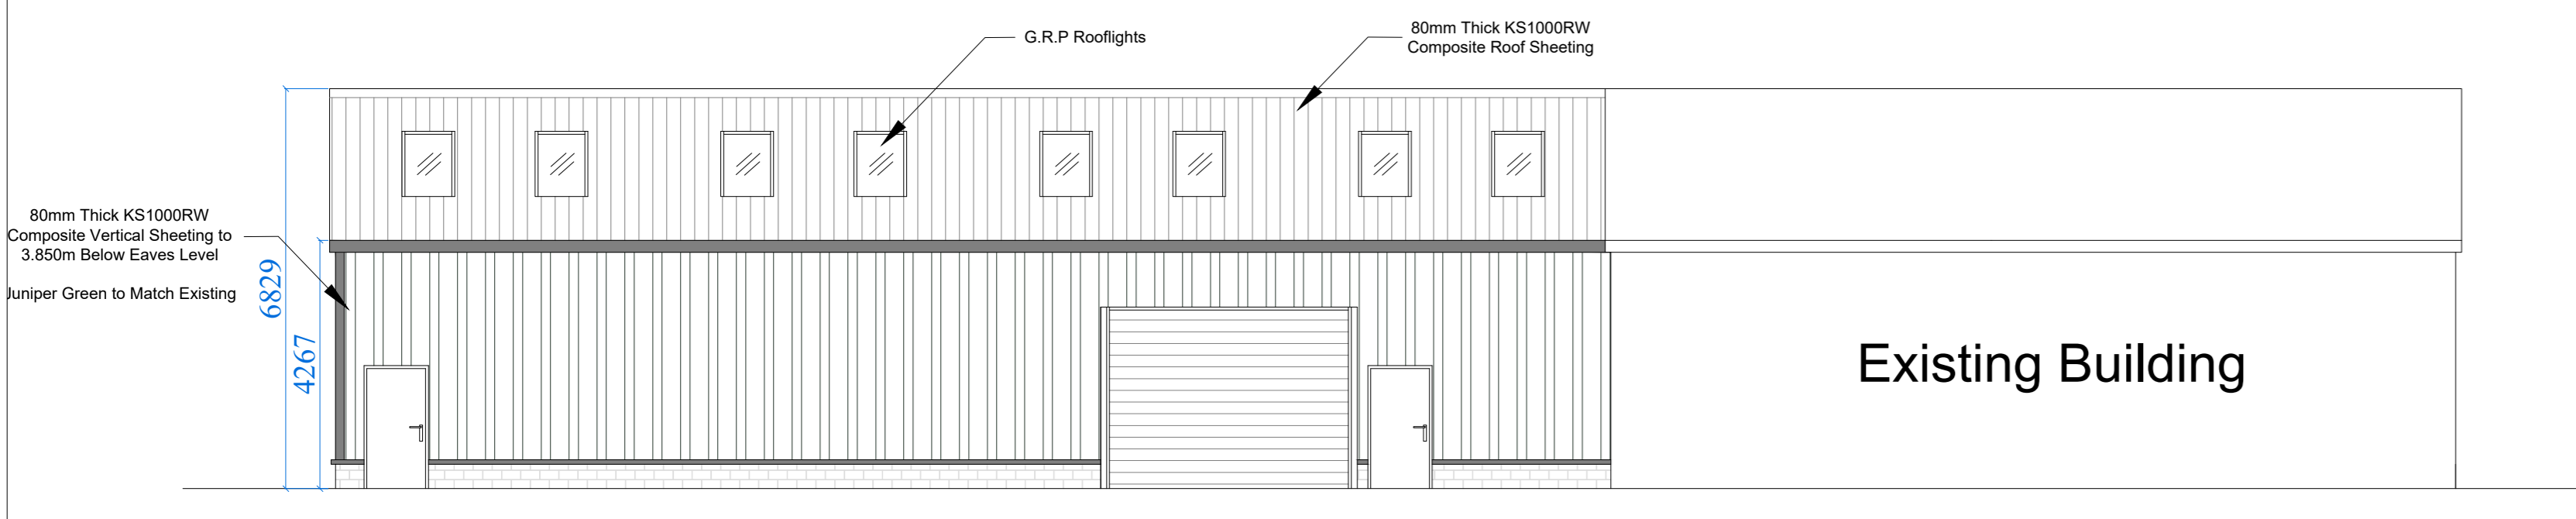 G.R.P Rooflights
80mm Thick KS1000RW
Composite Roof Sheeting
80mm Thick KS1000RW
Composite Vertical Sheeting to
3.850m Below Eaves Level
Juniper Green to Match Existing
6829
4267
Existing Building